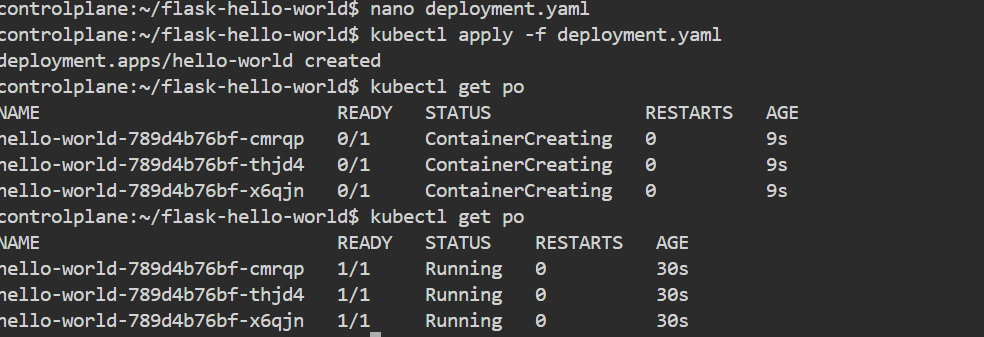 controlplane:~/flask-hello-world$ nano deployment.yaml
controlplane:~/flask-hello-world$ kubectl apply -f deployment.yaml
deployment.apps/hello-world created
controlplane:~/flask-hello-world$ kubectl get po
NAME READY STATUS RESTARTS AGE
hello-world-789d4b76bf-cmrqp 0/1 ContainerCreating 0 9s
hello-world-789d4b76bf-thjd4 0/1 ContainerCreating 0 9s
hello-world-789d4b76bf-x6qjn 0/1 ContainerCreating 0 9s
controlplane:~/flask-hello-world$ kubectl get po
NAME READY STATUS RESTARTS AGE
hello-world-789d4b76bf-cmrqp 1/1 Running 0 30s
hello-world-789d4b76bf-thjd4 1/1 Running 0 30s
hello-world-789d4b76bf-x6qjn 1/1 Running 0 30s